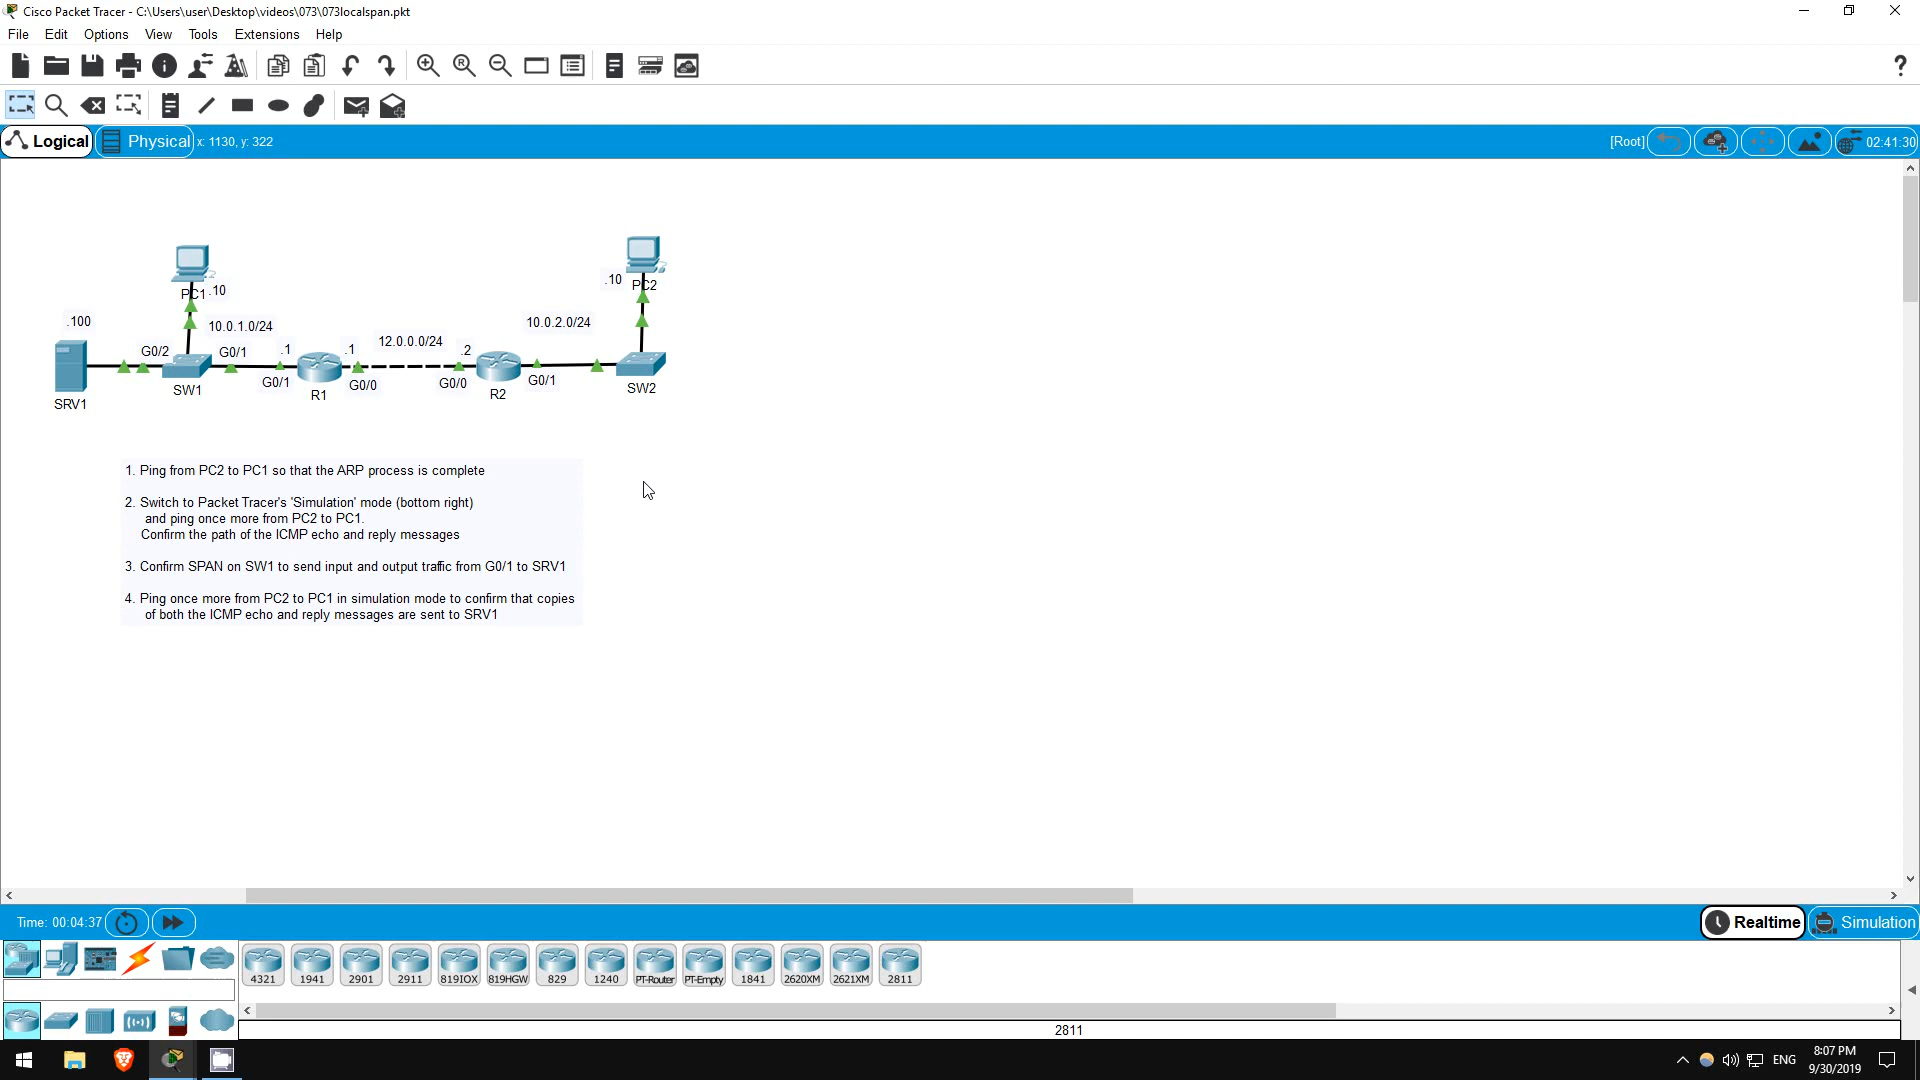 Cisco Packet Tracer - C:\Users\user\Desktop\videos\073\073localspan.pkt
File Edit Options View Tools Extensions Help
Logical Physical x: 1130, y: 322 [Root] 02:41:30
PC1 .10
.10 PC2
.100
10.0.1.0/24
10.0.2.0/24
12.0.0.0/24
G0/2 G0/1 .1 .1 .2
G0/1 G0/0 G0/0 G0/1
SRV1 SW1 R1 R2 SW2
1. Ping from PC2 to PC1 so that the ARP process is complete
2. Switch to Packet Tracer's 'Simulation' mode (bottom right)
and ping once more from PC2 to PC1.
Confirm the path of the ICMP echo and reply messages
3. Confirm SPAN on SW1 to send input and output traffic from G0/1 to SRV1
4. Ping once more from PC2 to PC1 in simulation mode to confirm that copies
of both the ICMP echo and reply messages are sent to SRV1
Time: 00:04:37 Realtime Simulation
4321 1941 2901 2911 819IOX 819HGW 829 1240 PT-Router PT-Empty 1841 2620XM 2621XM 2811
2811
ENG
8:07 PM
9/30/2019